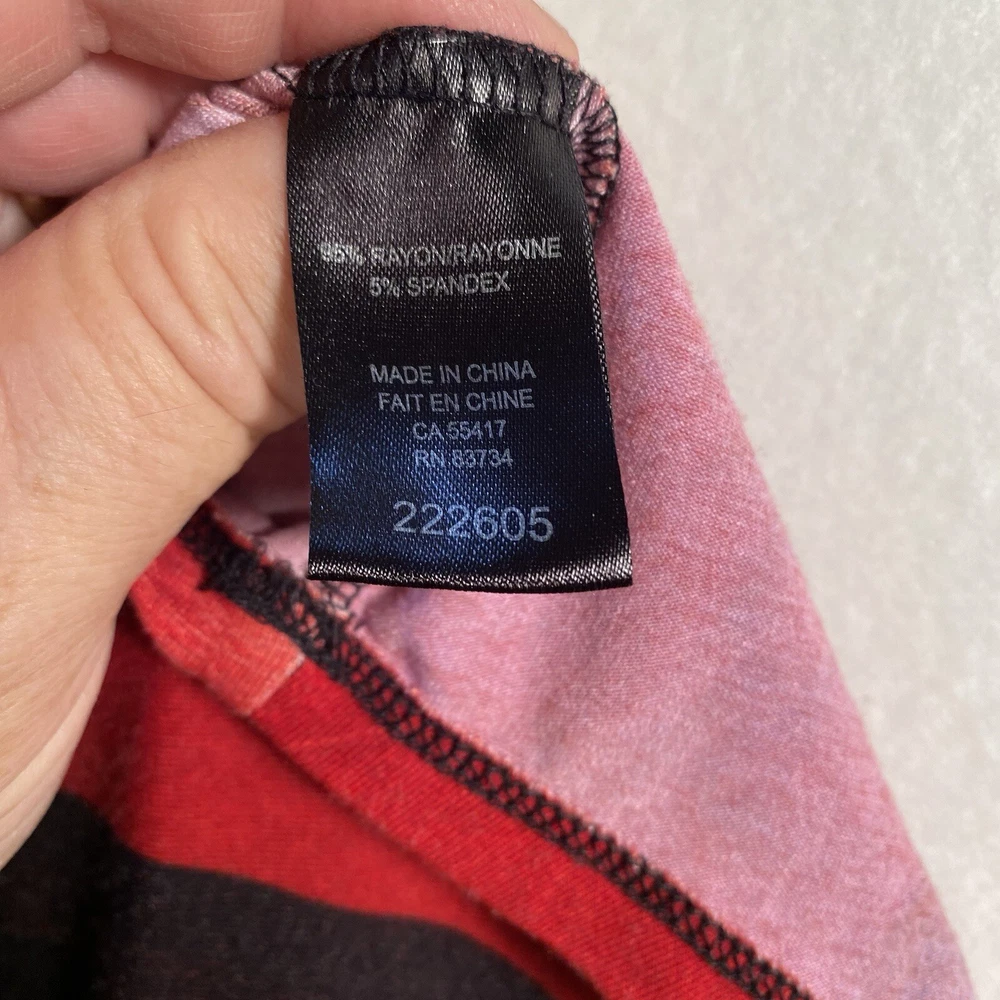 95% RAYON/RAYONNE
5% SPANDEX
MADE IN CHINA
FAIT EN CHINE
CA 55417
RN 83734
222605